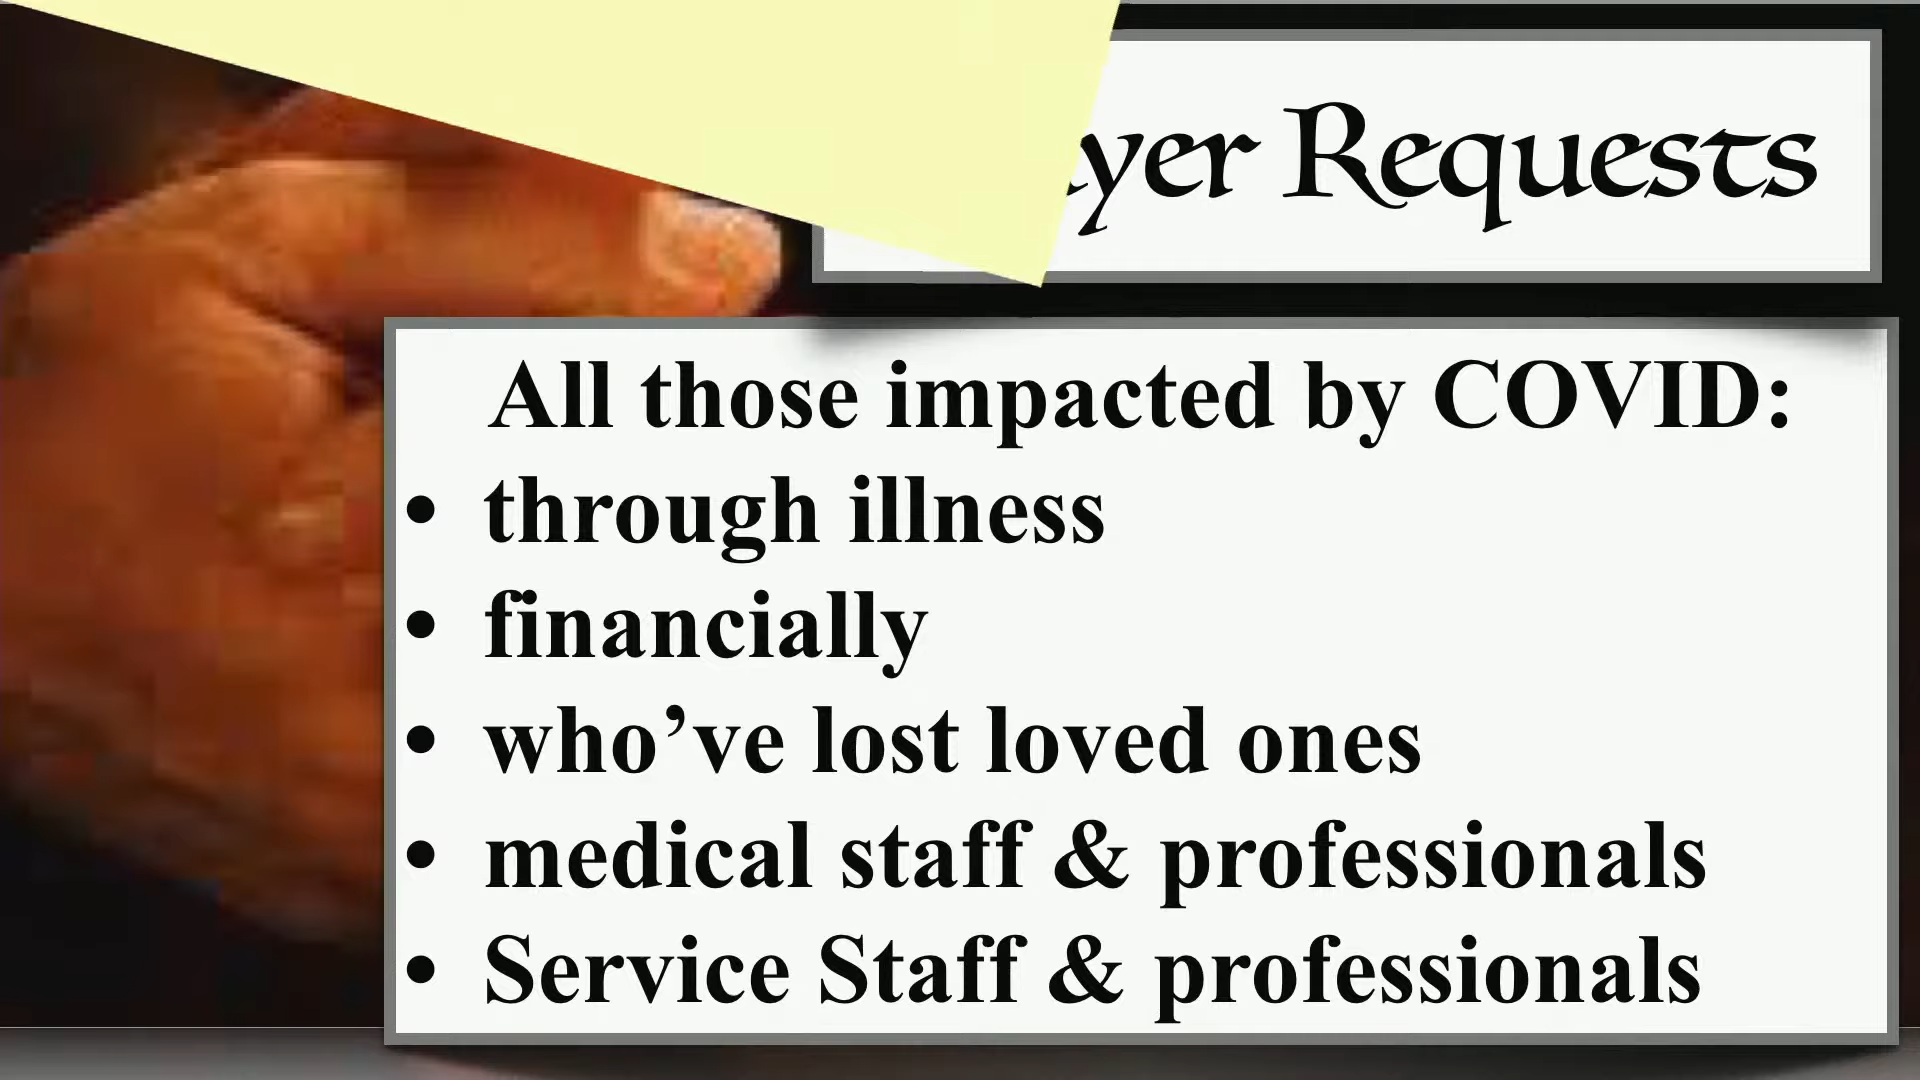 yer Requests
All those impacted by COVID:
• through illness
• financially
• who’ve lost loved ones
• medical staff & professionals
• Service Staff & professionals